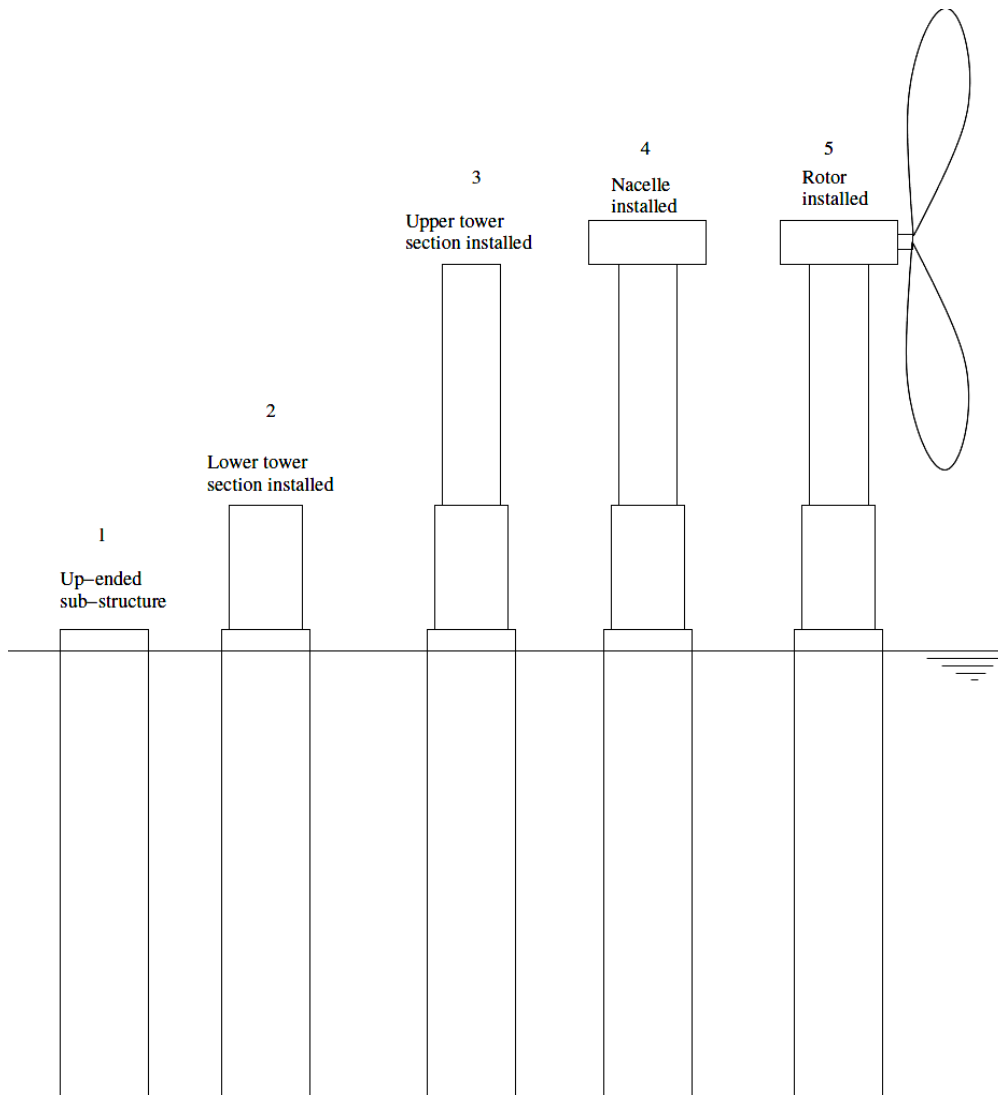 1
Up−ended
sub−structure
2
Lower tower
section installed
3
Upper tower
section installed
4
Nacelle
installed
5
Rotor
installed